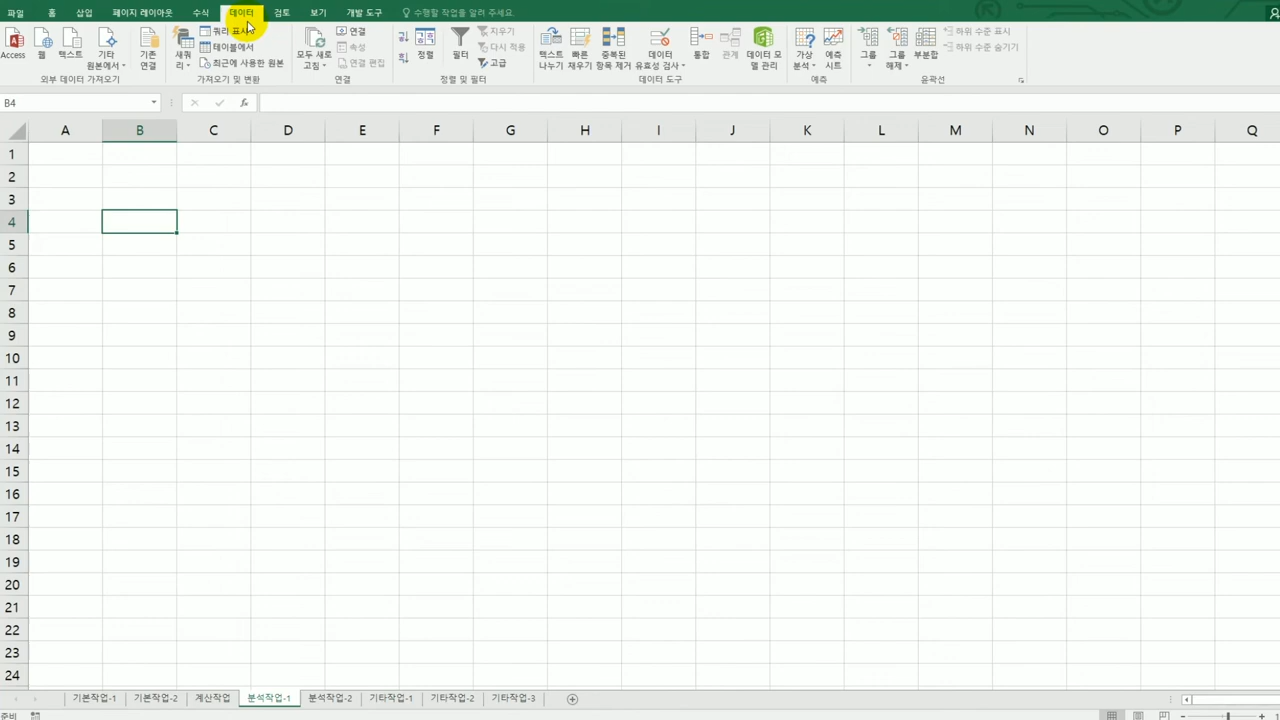 파일 홈 삽입 페이지 레이아웃 수식 데이터 검토 보기 개발 도구 수행할 작업을 알려 주세요.
Access 웹 텍스트 기타 원본에서 기존 연결
새 쿼리 쿼리 표시 테이블에서 최근에 사용한 원본
모두 새로 고침 연결 속성 연결 편집
정렬 필터 지우기 다시 적용 고급
텍스트 나누기 빠른 채우기 중복된 항목 제거 데이터 유효성 검사 통합 관계 데이터 모델 관리
가상 분석 예측 시트
그룹 그룹 해제 부분합 하위 수준 표시 하위 수준 숨기기
외부 데이터 가져오기 가져오기 및 변환 연결 정렬 및 필터 데이터 도구 예측 윤곽선
B4 fx
A B C D E F G H I J K L M N O P Q
1
2
3
4
5
6
7
8
9
10
11
12
13
14
15
16
17
18
19
20
21
22
23
24
기본작업-1 기본작업-2 계산작업 분석작업-1 분석작업-2 기타작업-1 기타작업-2 기타작업-3
준비